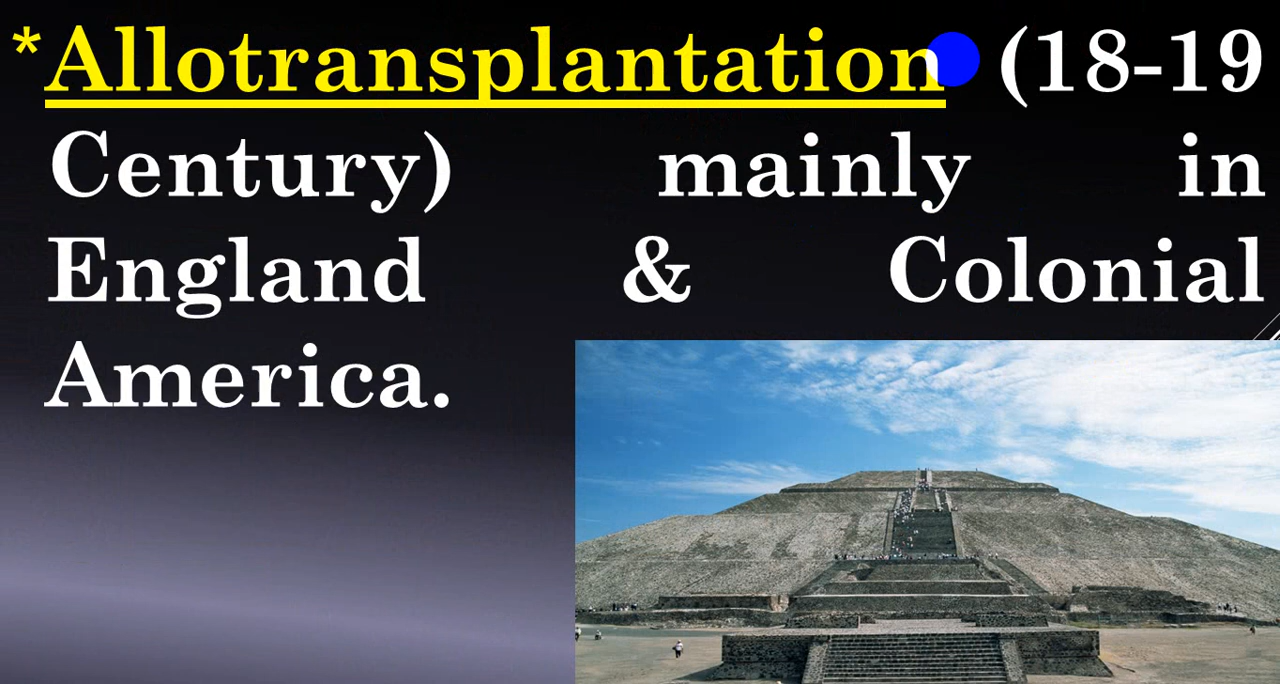 *Allotransplantation (18-19
Century) mainly in
England & Colonial
America.